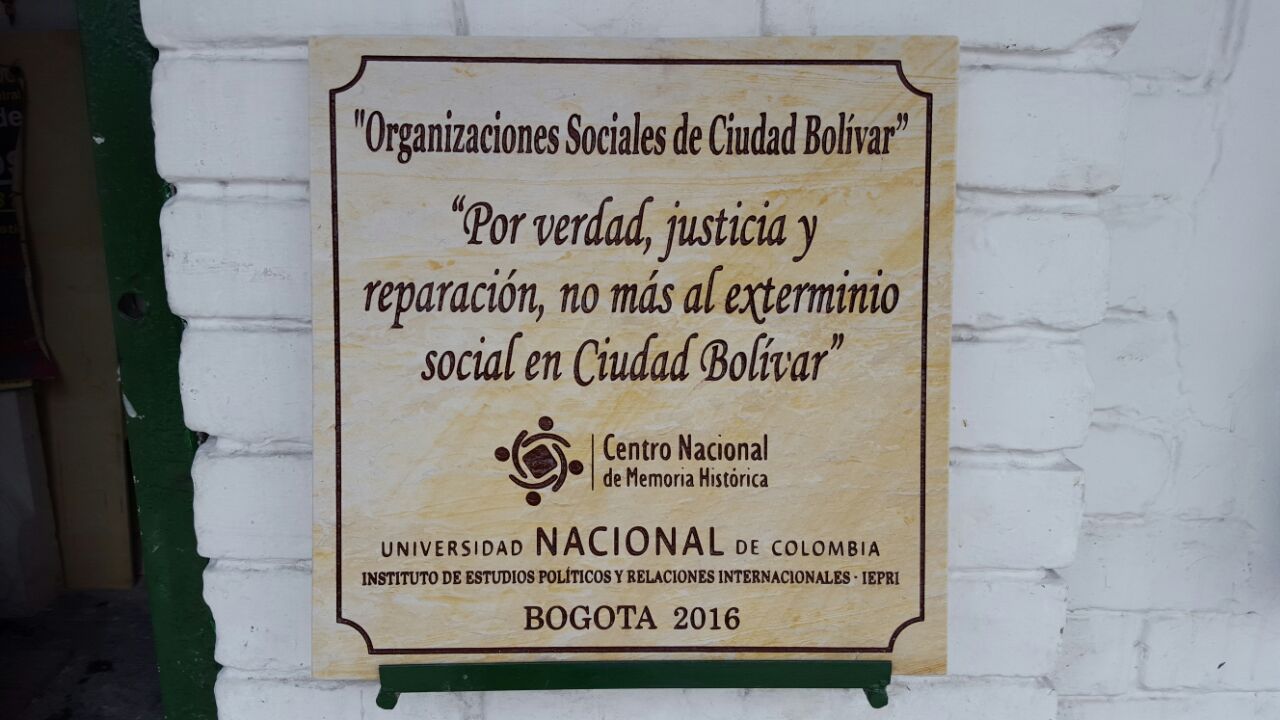 "Organizaciones Sociales de Ciudad Bolívar”
“Por verdad, justicia y
reparación, no más al exterminio
social en Ciudad Bolívar”
Centro Nacional
de Memoria Histórica
UNIVERSIDAD NACIONAL DE COLOMBIA
INSTITUTO DE ESTUDIOS POLÍTICOS Y RELACIONES INTERNACIONALES - IEPRI
BOGOTA 2016